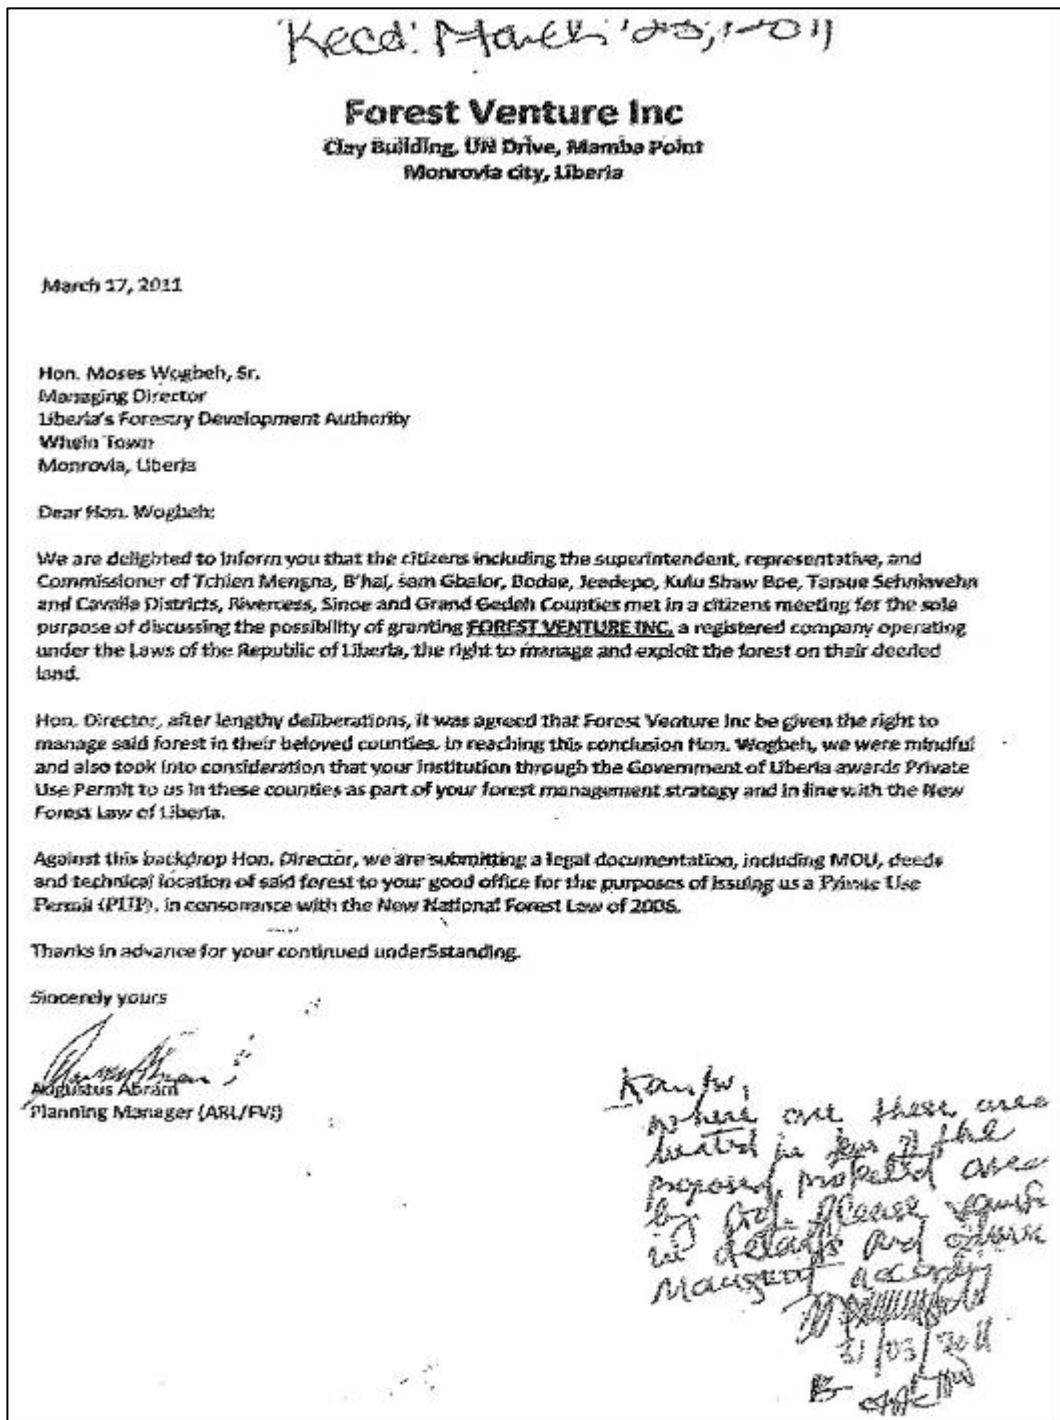 Recd: March 25, 2011
Forest Venture Inc
Clay Building, UN Drive, Mamba Point
Monrovia city, Liberia
March 17, 2011
Hon. Moses Wogbeh, Sr.
Managing Director
Liberia's Forestry Development Authority
Whein Town
Monrovia, Liberia
Dear Hon. Wogbeh:
We are delighted to inform you that the citizens including the superintendent, representative, and
Commissioner of Tchien Mengna, B'hai, sam Gbalor, Bodae, Jeedepo, Kulu Shaw Boe, Tarsue Sehnkwehn
and Cavalla Districts, Rivercess, Sinoe and Grand Gedeh Counties met in a citizens meeting for the sole
purpose of discussing the possibility of granting FOREST VENTURE INC. a registered company operating
under the Laws of the Republic of Liberia, the right to manage and exploit the forest on their deeded
land.
Hon. Director, after lengthy deliberations, it was agreed that Forest Venture Inc be given the right to
manage said forest in their beloved counties. In reaching this conclusion Hon. Wogbeh, we were mindful
and also took into consideration that your institution through the Government of Liberia awards Private
Use Permit to us in these counties as part of your forest management strategy and in line with the New
Forest Law of Liberia.
Against this backdrop Hon. Director, we are submitting a legal documentation, including MOU, deeds
and technical location of said forest to your good office for the purposes of issuing us a Private Use
Permit (PUP), in consonance with the New National Forest Law of 2006.
Thanks in advance for your continued under5standing.
Sincerely yours
Augustus Abram
Planning Manager (ABL/FVI)
where are these area
located in of the
proposed, protected area
by please
in details and
Managment
31/03/2011